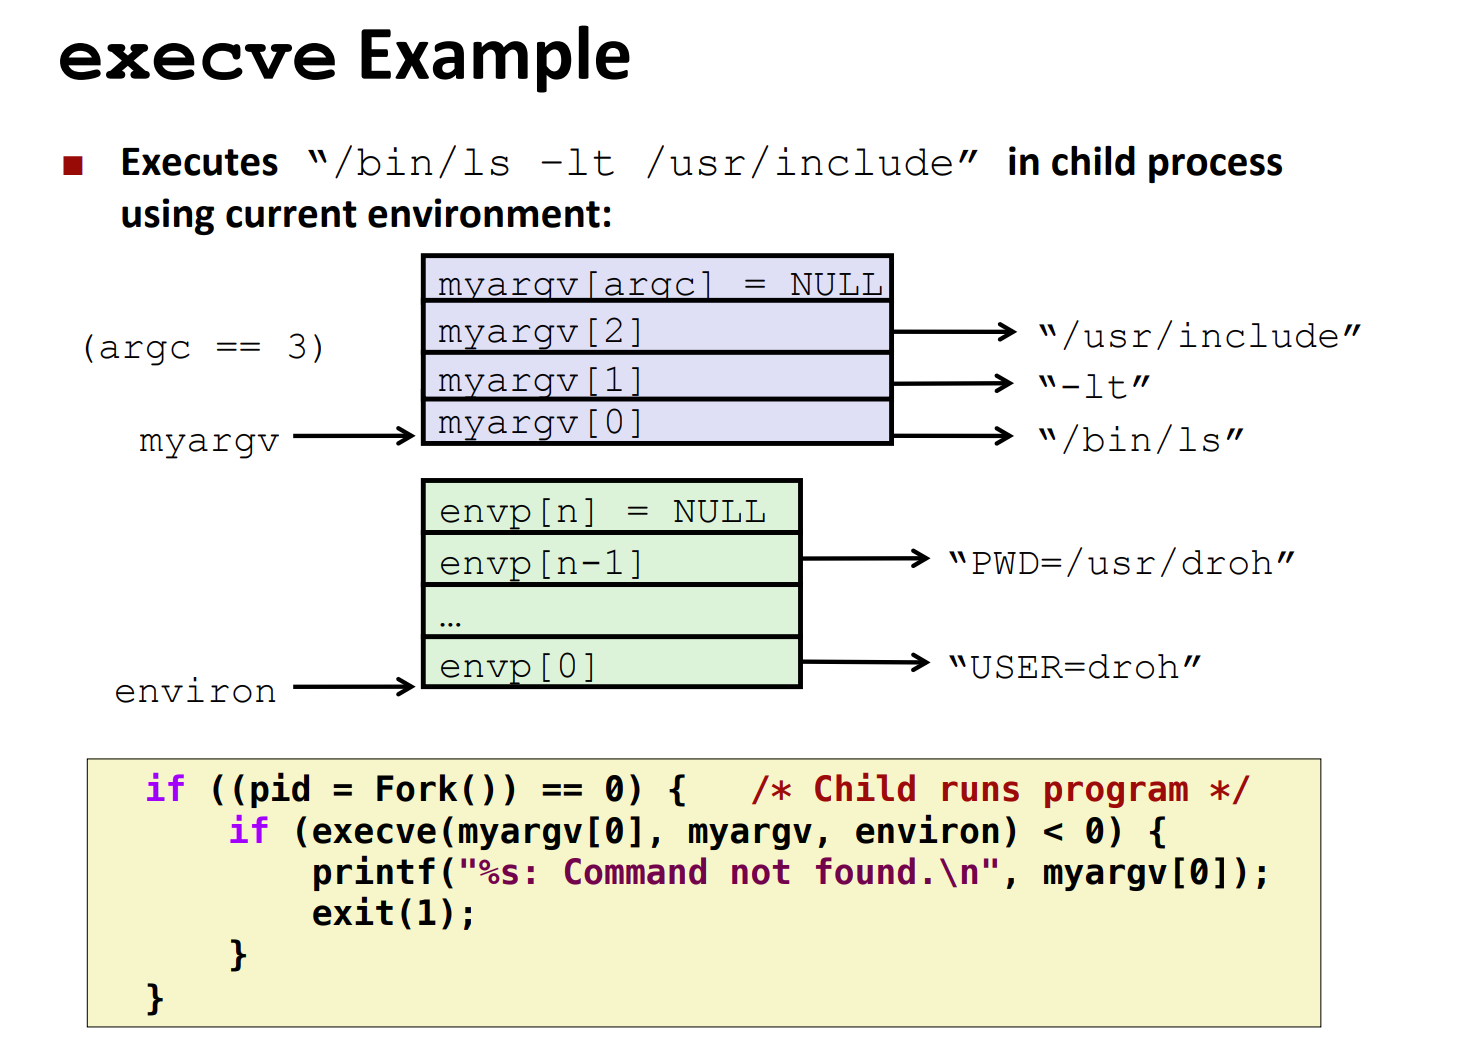 execve Example
■ Executes “/bin/ls –lt /usr/include” in child process
using current environment:
myargv[argc] = NULL
myargv[2]
“/usr/include”
(argc == 3)
myargv[1]
“-lt”
myargv[0]
myargv
“/bin/ls”
envp[n] = NULL
envp[n-1]
“PWD=/usr/droh”
…
envp[0]
“USER=droh”
environ
if ((pid = Fork()) == 0) {   /* Child runs program */
    if (execve(myargv[0], myargv, environ) < 0) {
        printf("%s: Command not found.\n", myargv[0]);
        exit(1);
    }
}